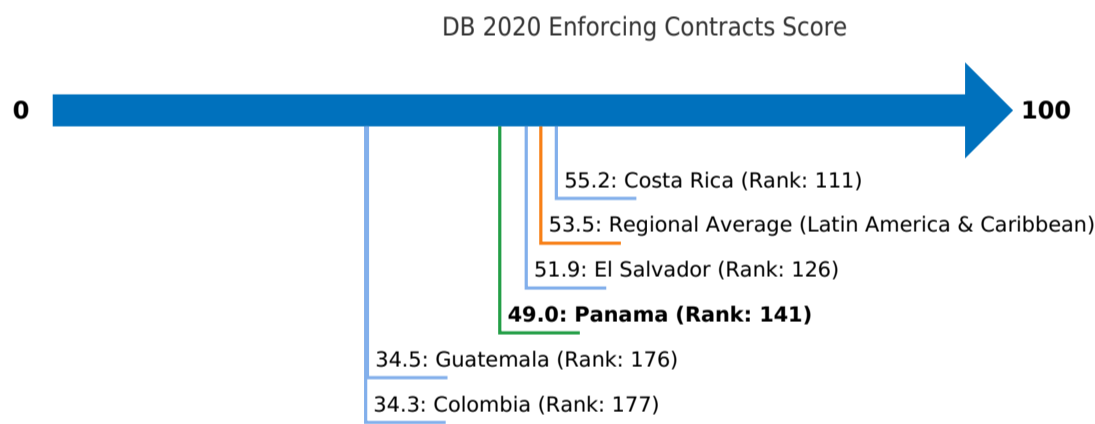 DB 2020 Enforcing Contracts Score
0
100
55.2: Costa Rica (Rank: 111)
53.5: Regional Average (Latin America & Caribbean)
51.9: El Salvador (Rank: 126)
49.0: Panama (Rank: 141)
34.5: Guatemala (Rank: 176)
34.3: Colombia (Rank: 177)